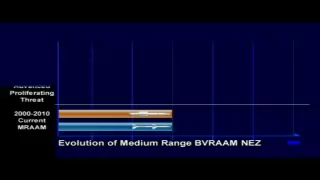 Advanced
Proliferating
Threat
2000-2010
Current
MRAAM
Evolution of Medium Range BVRAAM NEZ